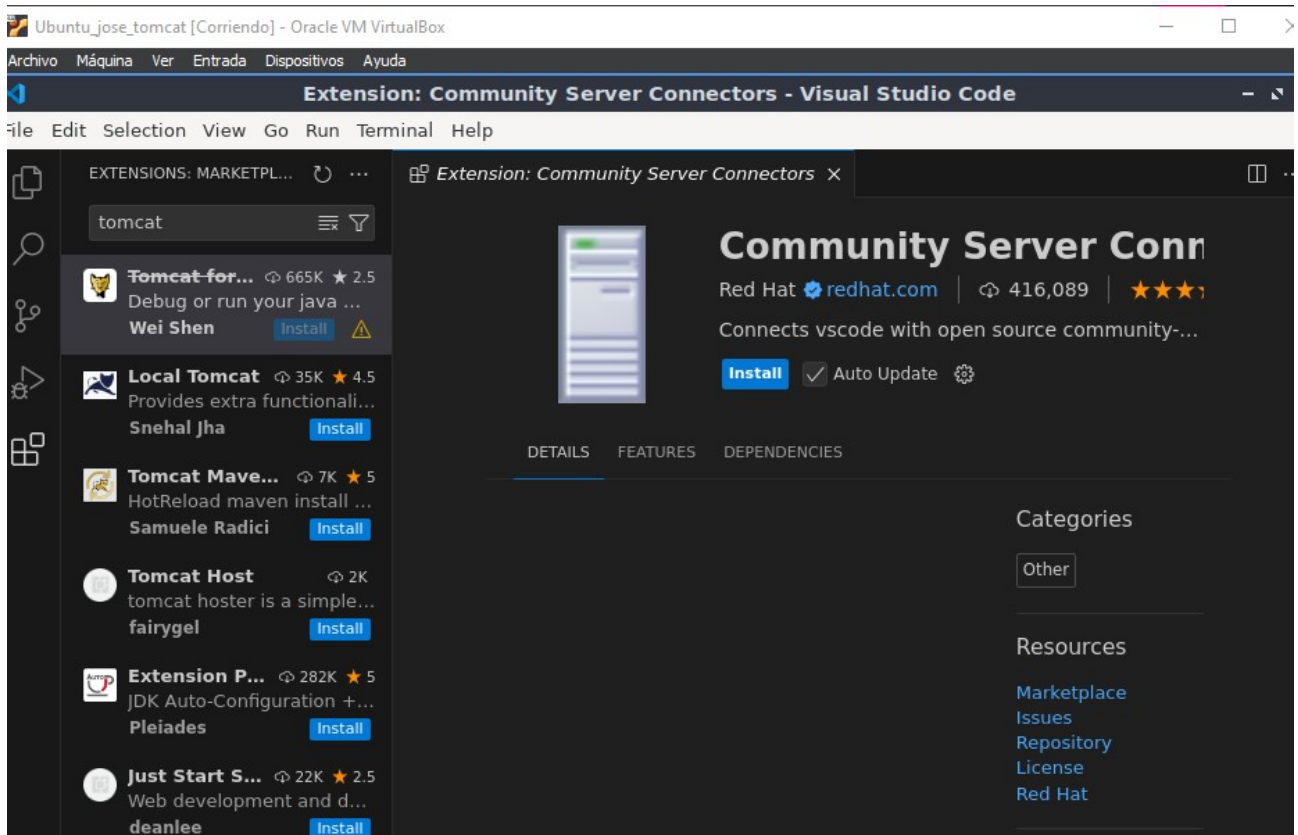 Ubuntu_jose_tomcat [Corriendo] - Oracle VM VirtualBox
Archivo Máquina Ver Entrada Dispositivos Ayuda
Extension: Community Server Connectors - Visual Studio Code
File Edit Selection View Go Run Terminal Help
EXTENSIONS: MARKETPL...
tomcat
Tomcat for... 665K ★ 2.5
Debug or run your java ...
Wei Shen Install
Local Tomcat 35K ★ 4.5
Provides extra functionali...
Snehal Jha Install
Tomcat Mave... 7K ★ 5
HotReload maven install ...
Samuele Radici Install
Tomcat Host 2K
tomcat hoster is a simple...
fairygel Install
Extension P... 282K ★ 5
JDK Auto-Configuration +...
Pleiades Install
Just Start S... 22K ★ 2.5
Web development and d...
deanlee Install
Extension: Community Server Connectors
Community Server Conn
Red Hat redhat.com | 416,089 | ★★★
Connects vscode with open source community-...
Install Auto Update
DETAILS FEATURES DEPENDENCIES
Categories
Other
Resources
Marketplace
Issues
Repository
License
Red Hat